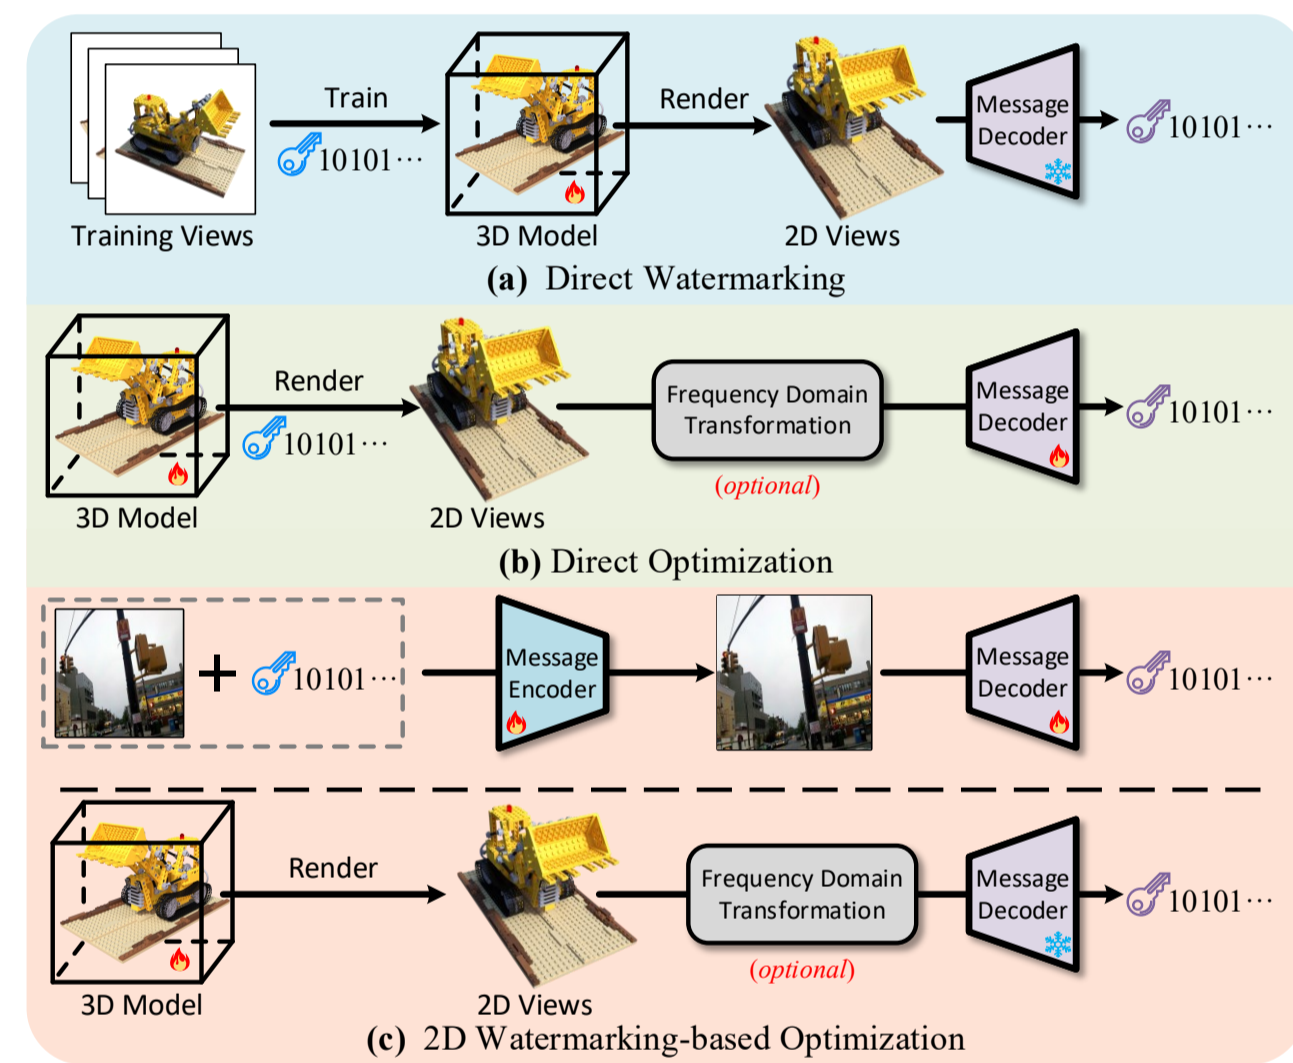 Train
Render
Message
Decoder
10101···
10101···
Training Views
3D Model
2D Views
(a) Direct Watermarking
Render
10101···
Frequency Domain
Transformation
Message
Decoder
10101···
(optional)
3D Model
2D Views
(b) Direct Optimization
+
10101···
Message
Encoder
Message
Decoder
10101···
Render
Frequency Domain
Transformation
Message
Decoder
10101···
(optional)
3D Model
2D Views
(c) 2D Watermarking-based Optimization